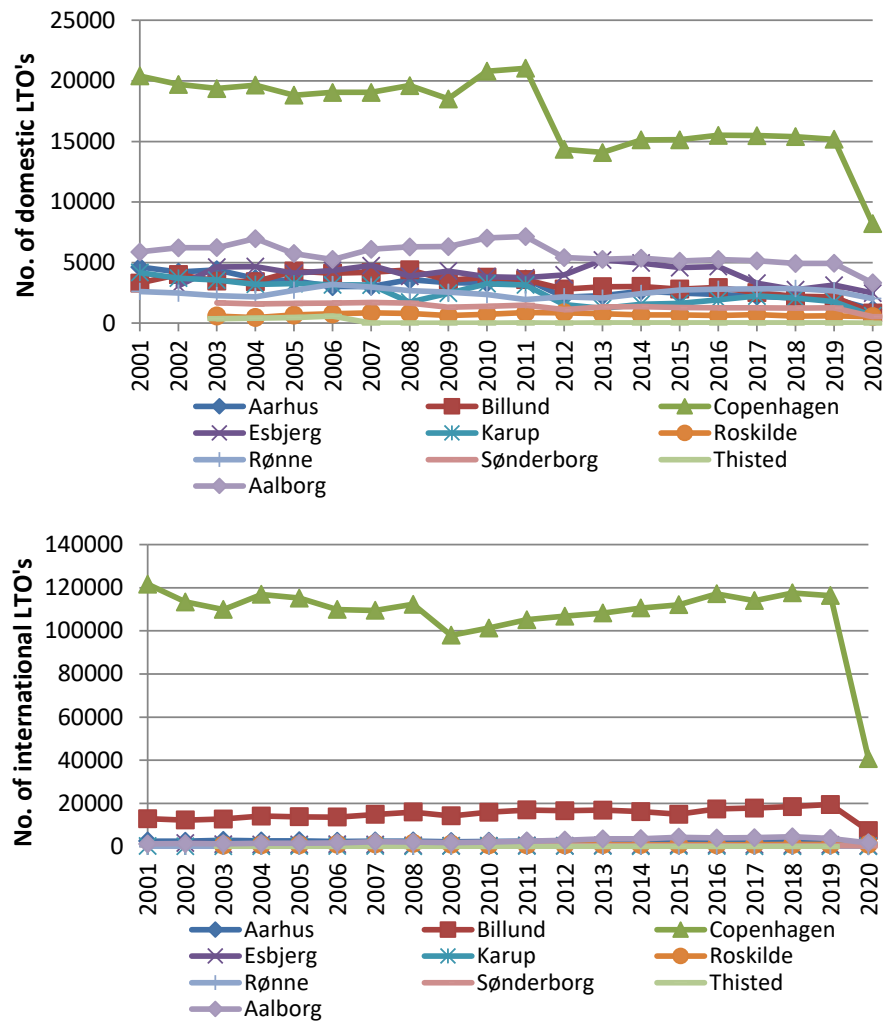 No. of domestic LTO's
25000
20000
15000
10000
5000
0
2001 2002 2003 2004 2005 2006 2007 2008 2009 2010 2011 2012 2013 2014 2015 2016 2017 2018 2019 2020
Aarhus Billund Copenhagen
Esbjerg Karup Roskilde
Rønne Sønderborg Thisted
Aalborg
No. of international LTO's
140000
120000
100000
80000
60000
40000
20000
0
2001 2002 2003 2004 2005 2006 2007 2008 2009 2010 2011 2012 2013 2014 2015 2016 2017 2018 2019 2020
Aarhus Billund Copenhagen
Esbjerg Karup Roskilde
Rønne Sønderborg Thisted
Aalborg